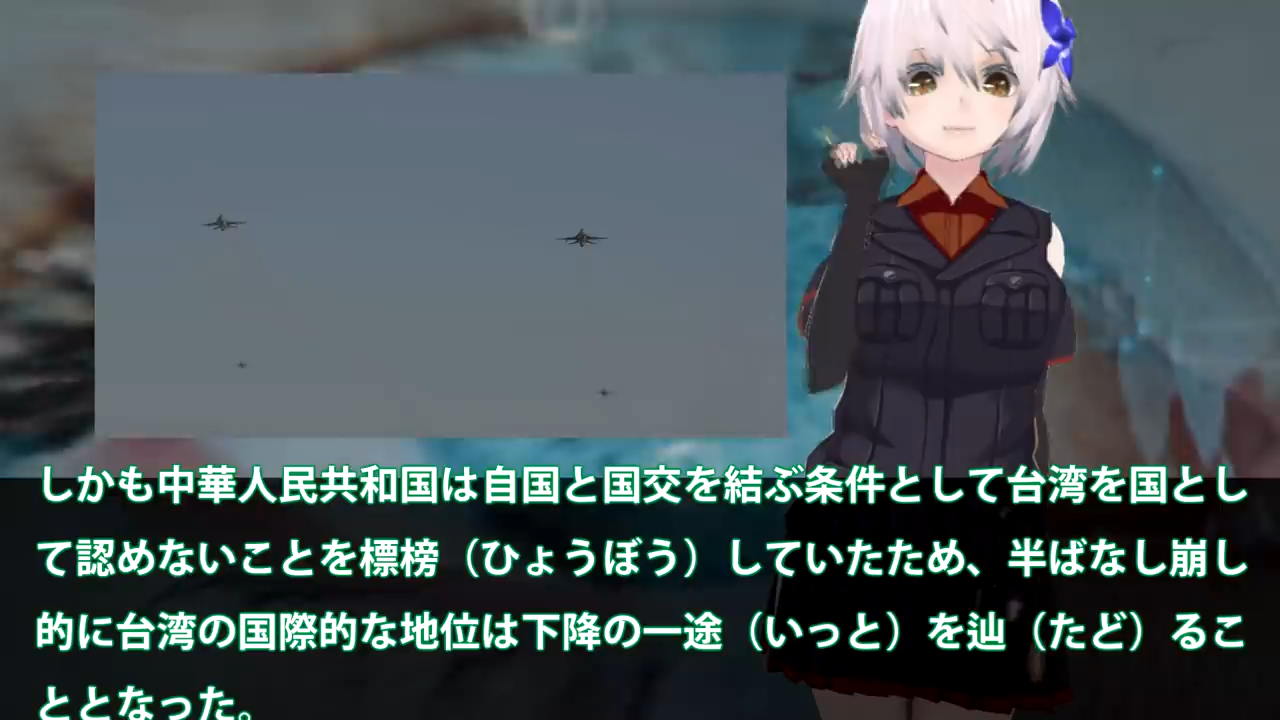 しかも中華人民共和国は自国と国交を結ぶ条件として台湾を国とし
て認めないことを標榜（ひょうぼう）していたため、半ばなし崩し
的に台湾の国際的な地位は下降の一途（いっと）を辿（たど）るこ
ととなった。